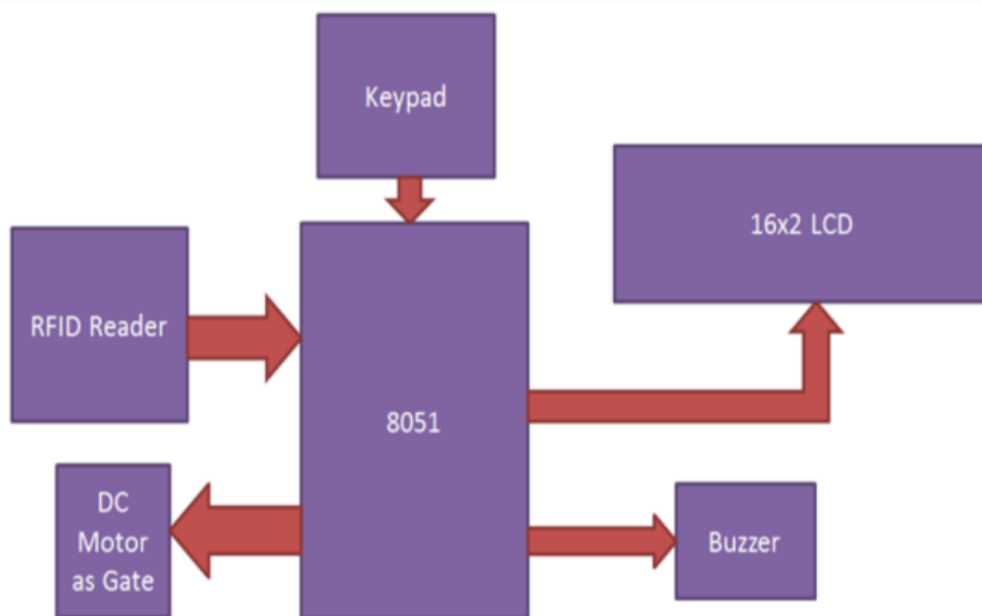 Keypad
16x2 LCD
RFID Reader
8051
DC
Motor
as Gate
Buzzer